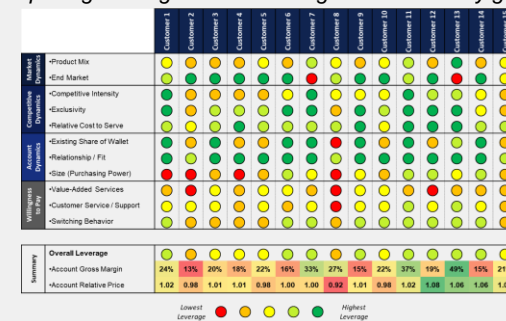 Customer 1 Customer 2 Customer 3 Customer 4 Customer 5 Customer 6 Customer 7 Customer 8 Customer 9 Customer 10 Customer 11 Customer 12 Customer 13 Customer 14
Market Dynamics
•Product Mix
•End Market
Competitive Dynamics
•Competitive Intensity
•Exclusivity
•Relative Cost to Serve
Account Dynamics
•Existing Share of Wallet
•Relationship / Fit
•Size (Purchasing Power)
Willingness to Pay
•Value-Added Services
•Customer Service / Support
•Switching Behavior
Summary
Overall Leverage
•Account Gross Margin 24% 13% 20% 18% 22% 16% 33% 27% 15% 22% 37% 19% 49% 15%
•Account Relative Price 1.02 0.98 1.01 1.01 0.98 1.00 1.00 0.92 1.01 0.98 1.02 1.08 1.06 1.06
Lowest Leverage
Highest Leverage